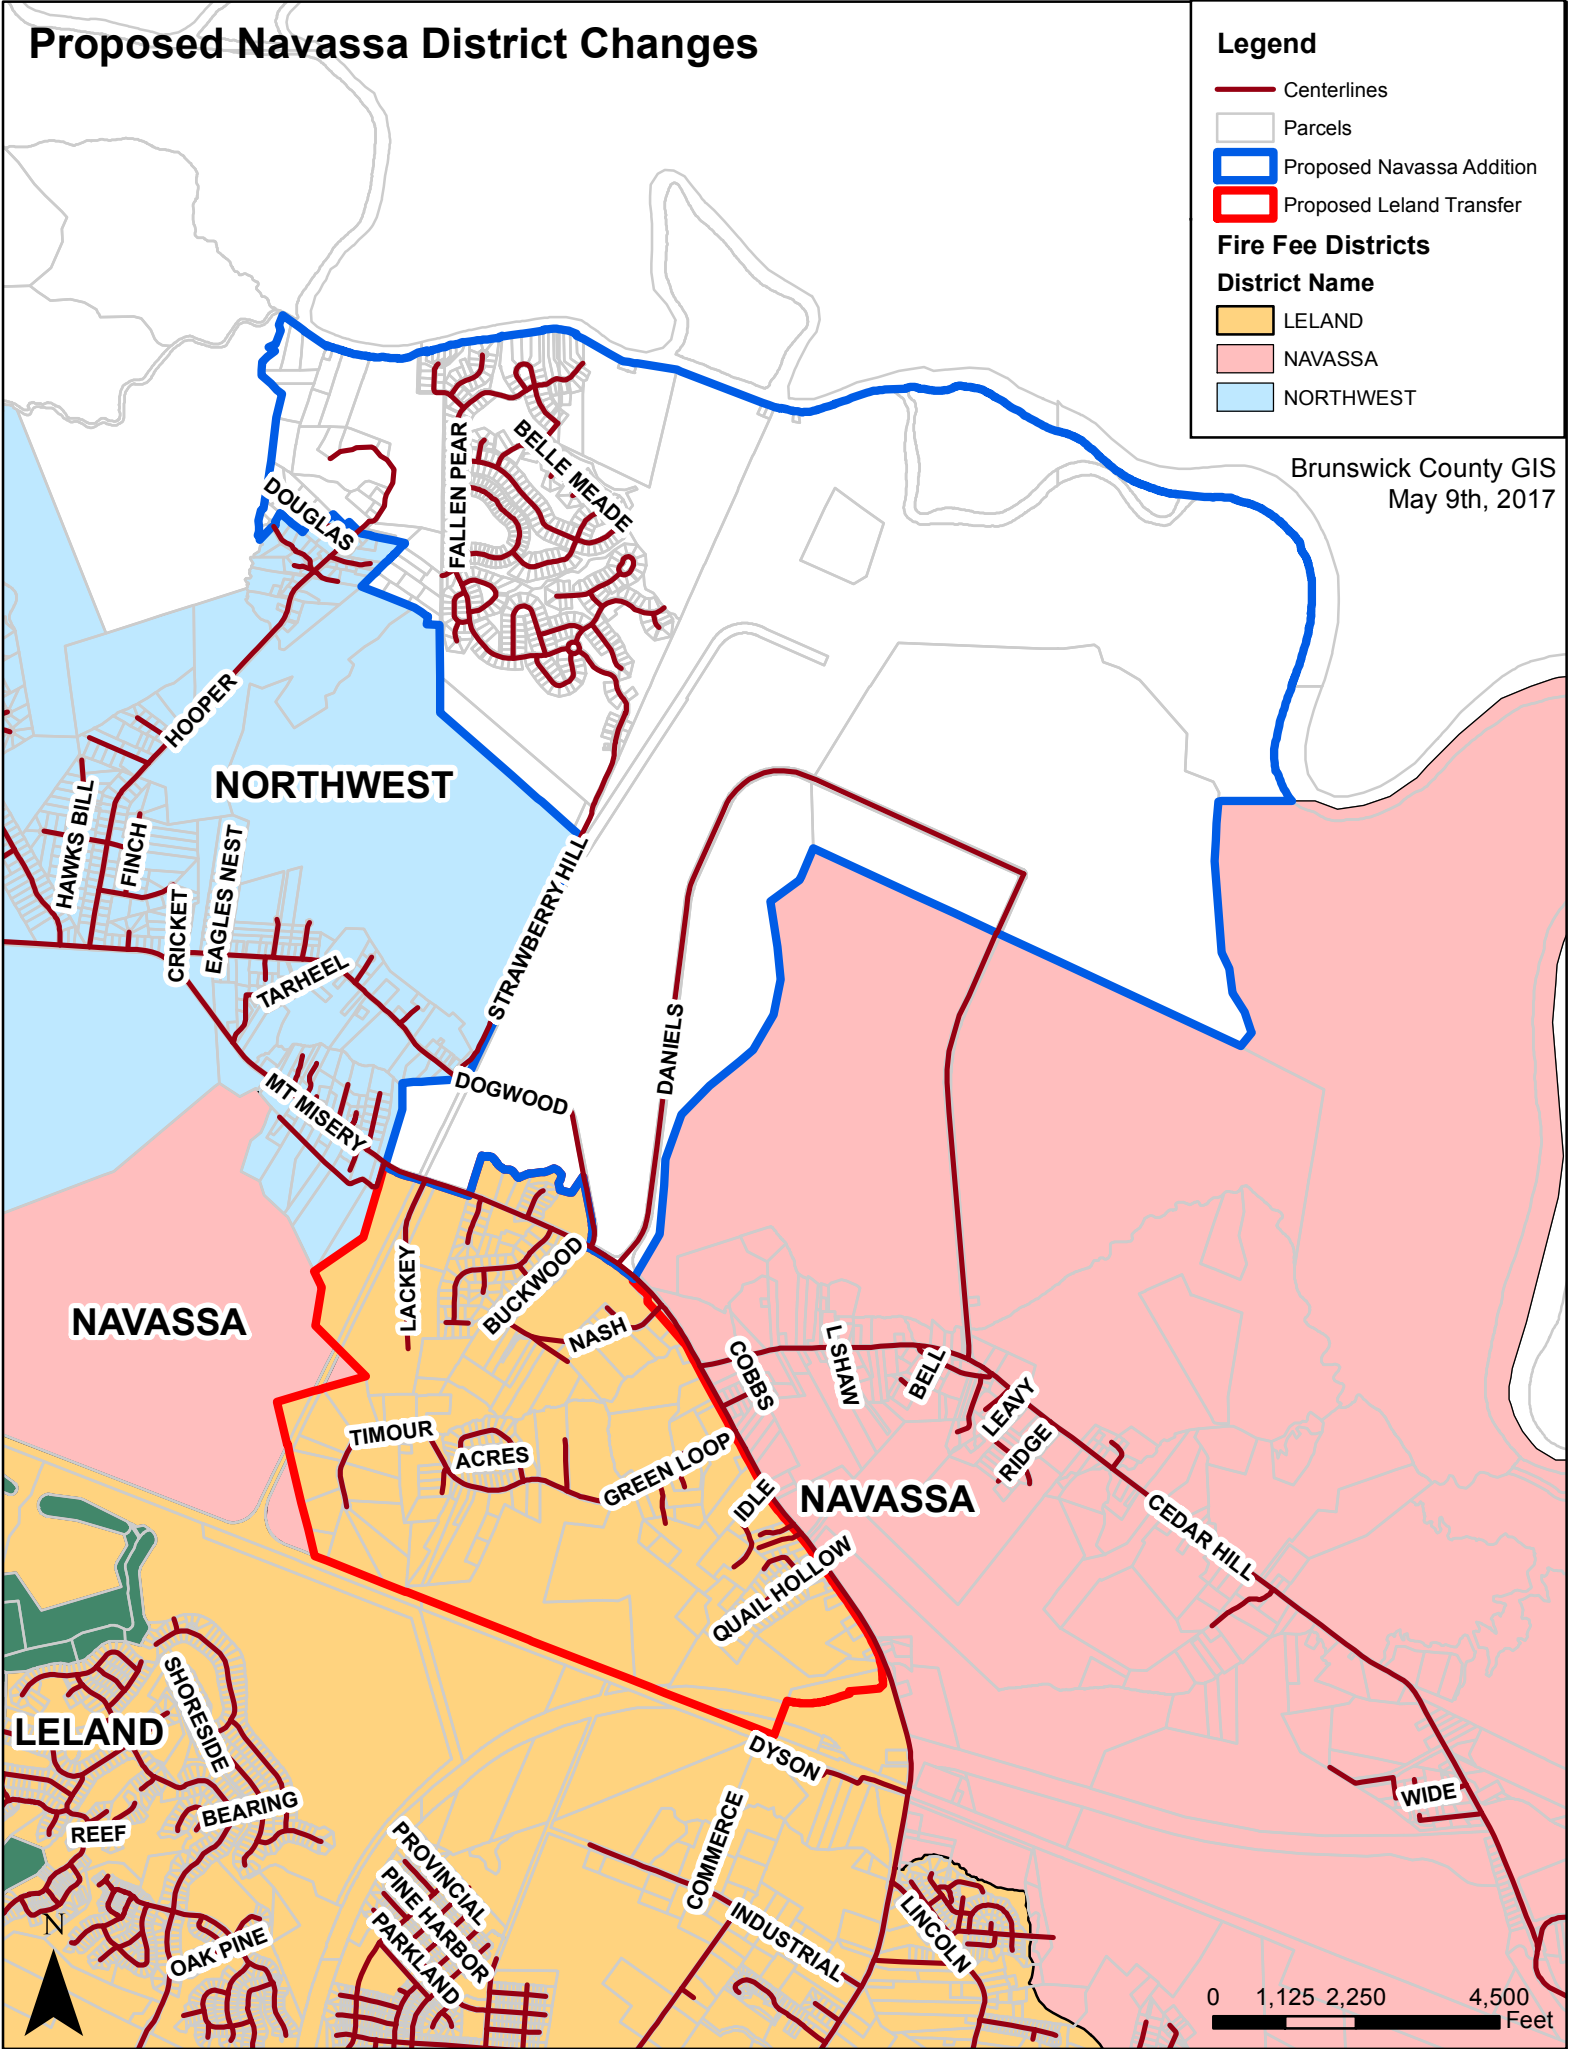 Proposed Navassa District Changes
Legend
Centerlines
Parcels
Proposed Navassa Addition
Proposed Leland Transfer
Fire Fee Districts
District Name
LELAND
NAVASSA
NORTHWEST
Brunswick County GIS
May 9th, 2017
BELLE MEADE
FALLEN PEAR
DOUGLAS
HOOPER
NORTHWEST
HAWKS BILL
FINCH
EAGLES NEST
CRICKET
STRAWBERRY HILL
TARHEEL
DANIELS
MT MISERY
DOGWOOD
LACKEY
BUCKWOOD
NAVASSA
NASH
COBBS
L SHAW
BELL
LEAVY
RIDGE
TIMOUR
ACRES
GREEN LOOP
IDLE
NAVASSA
CEDAR HILL
QUAIL HOLLOW
SHORESIDE
LELAND
DYSON
WIDE
BEARING
REEF
COMMERCE
PROVINCIAL
PINE HARBOR
PARKLAND
INDUSTRIAL
LINCOLN
OAK PINE
N
0 1,125 2,250 4,500
Feet